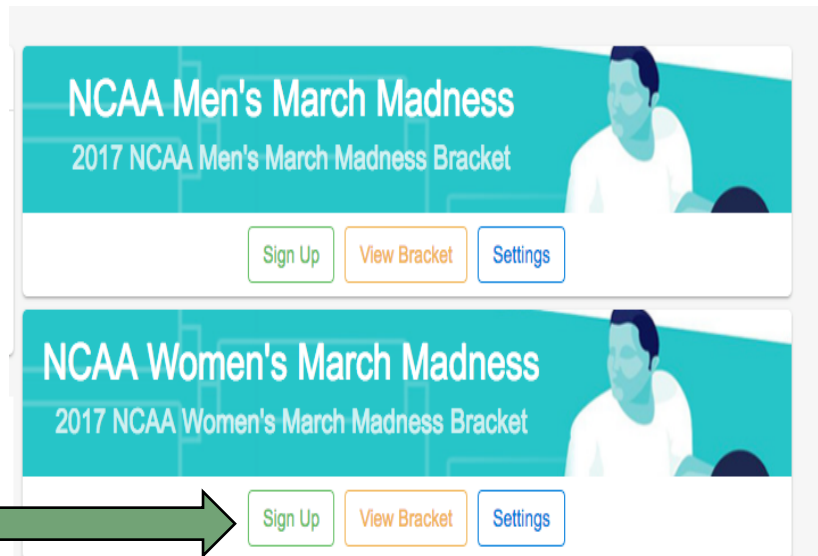 NCAA Men's March Madness
2017 NCAA Men's March Madness Bracket
Sign Up View Bracket Settings
NCAA Women's March Madness
2017 NCAA Women's March Madness Bracket
Sign Up View Bracket Settings